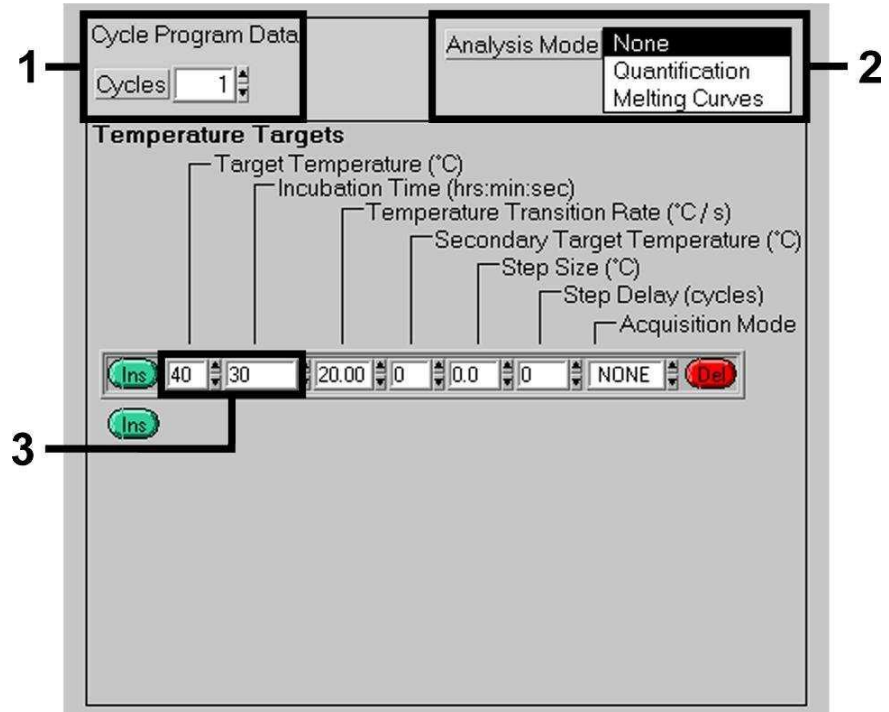 Cycle Program Data
Cycles 1
1
Analysis Mode None
Quantification
Melting Curves
2
Temperature Targets
Target Temperature (°C)
Incubation Time (hrs:min:sec)
Temperature Transition Rate (°C / s)
Secondary Target Temperature (°C)
Step Size (°C)
Step Delay (cycles)
Acquisition Mode
Ins 40 30 20.00 0 0.0 0 NONE Del
Ins
3